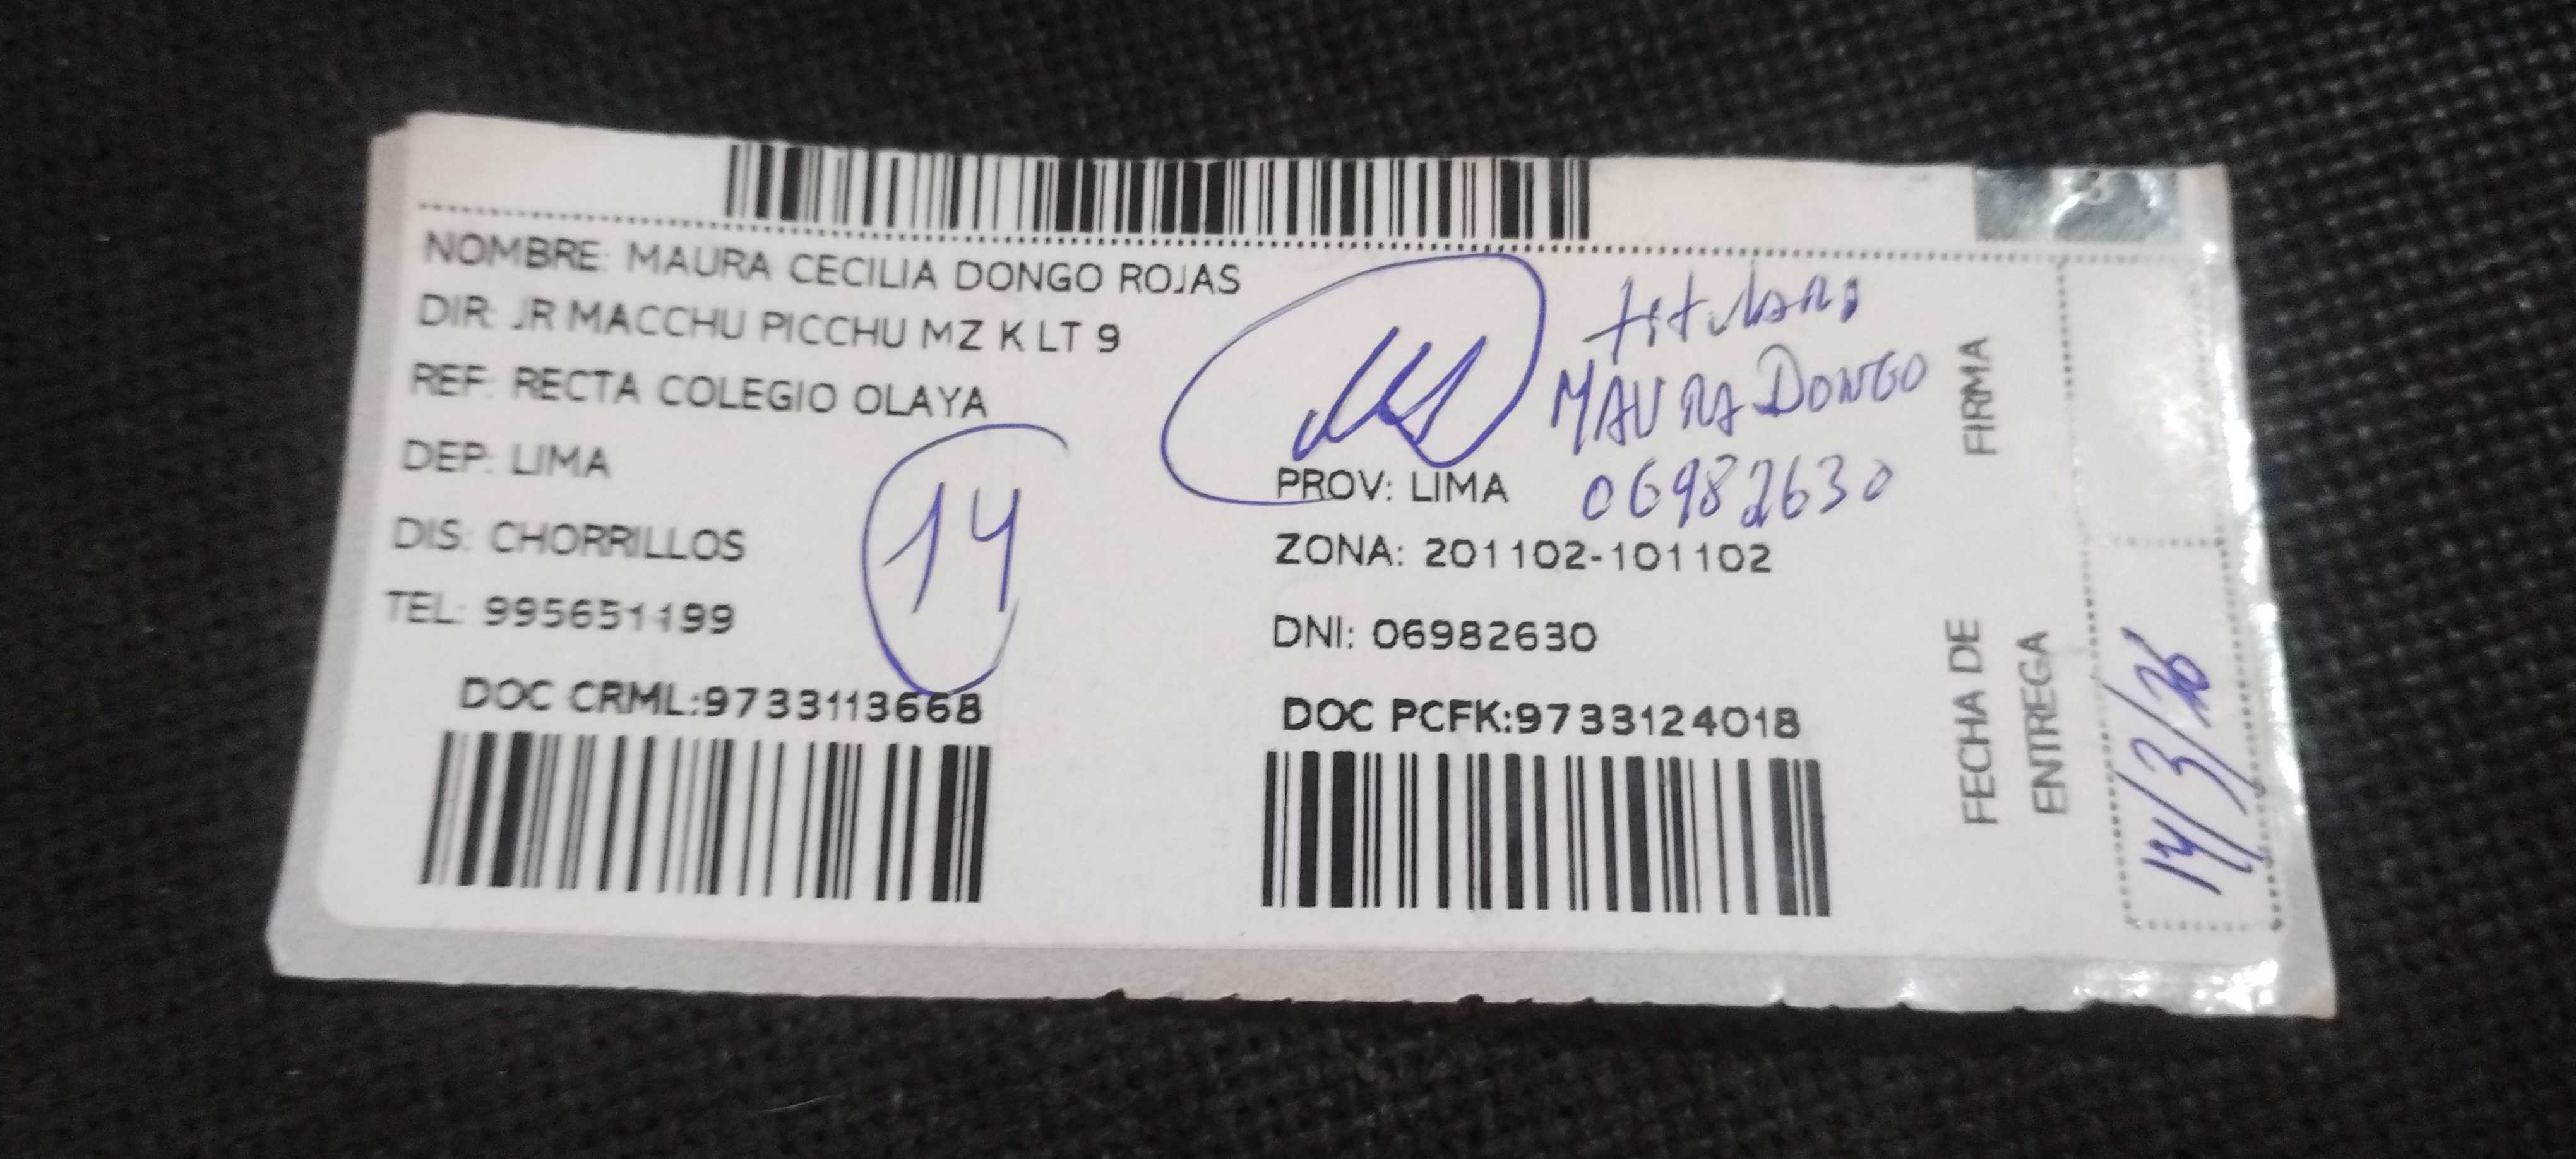 NOMBRE: MAURA CECILIA DONGO ROJAS
DIR: JR MACCHU PICCHU MZ K LT 9
REF: RECTA COLEGIO OLAYA
DEP: LIMA
DIS: CHORRILLOS
TEL: 995651199
14
DOC CRML:9733113668
titular
MAURA DONGO
06982630
PROV: LIMA
ZONA: 201102-101102
DNI: 06982630
DOC PCFK:9733124018
FIRMA
FECHA DE
ENTREGA
14/3/26